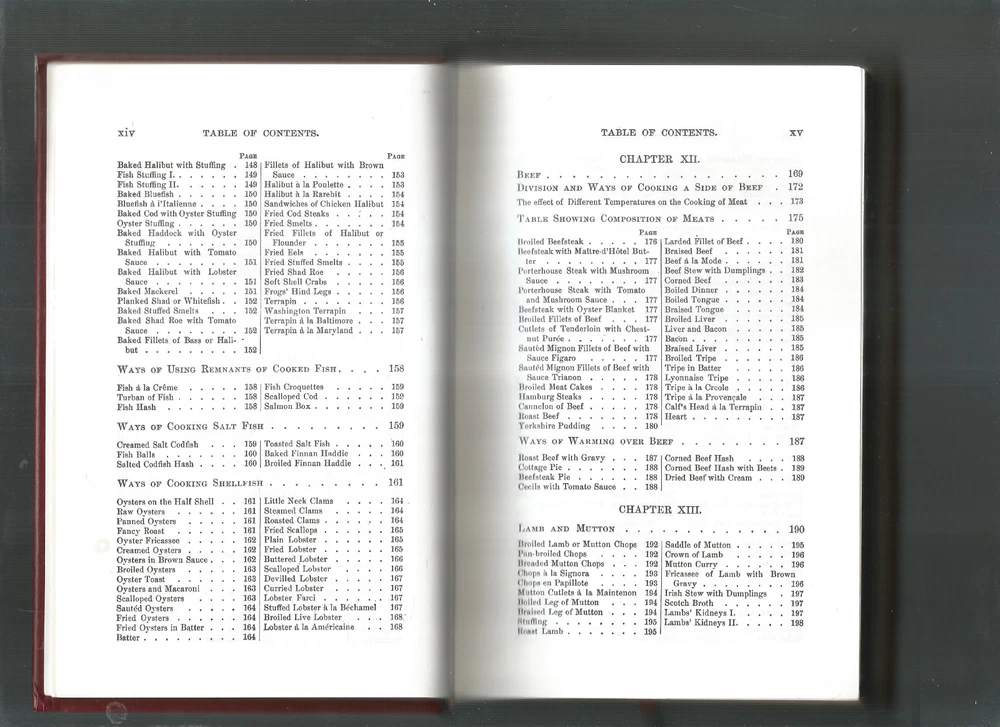 xiv TABLE OF CONTENTS.
PAGE
Baked Halibut with Stuffing . 148
Fish Stuffing I. . . . . . . 149
Fish Stuffing II. . . . . . . 149
Baked Bluefish . . . . . . 150
Bluefish à l'Italienne . . . . 150
Baked Cod with Oyster Stuffing 150
Oyster Stuffing . . . . . . 150
Baked Haddock with Oyster
Stuffing . . . . . . . 150
Baked Halibut with Tomato
Sauce . . . . . . . . 151
Baked Halibut with Lobster
Sauce . . . . . . . . 151
Baked Mackerel . . . . . . 151
Planked Shad or Whitefish . . 152
Baked Stuffed Smelts . . . . 152
Baked Shad Roe with Tomato
Sauce . . . . . . . . 152
Baked Fillets of Bass or Hali-
but . . . . . . . . . 152
PAGE
Fillets of Halibut with Brown
Sauce . . . . . . . . 153
Halibut à la Poulette . . . . 153
Halibut à la Rarebit . . . . 154
Sandwiches of Chicken Halibut 154
Fried Cod Steaks . . . . . 154
Fried Smelts . . . . . . . 154
Fried Fillets of Halibut or
Flounder . . . . . . . 155
Fried Eels . . . . . . . 155
Fried Stuffed Smelts . . . . 155
Fried Shad Roe . . . . . . 156
Soft Shell Crabs . . . . . 156
Frogs' Hind Legs . . . . . 156
Terrapin . . . . . . . . 156
Washington Terrapin . . . . 157
Terrapin à la Baltimore . . . 157
Terrapin à la Maryland . . . 157
WAYS OF USING REMNANTS OF COOKED FISH. . . . 158
Fish à la Crême . . . . . 158
Turban of Fish . . . . . . 158
Fish Hash . . . . . . . . 158
Fish Croquettes . . . . . 159
Scalloped Cod . . . . . . 159
Salmon Box . . . . . . . 159
WAYS OF COOKING SALT FISH . . . . . . . . 159
Creamed Salt Codfish . . . 159
Fish Balls . . . . . . . 160
Salted Codfish Hash . . . . 160
Toasted Salt Fish . . . . . 160
Baked Finnan Haddie . . . . 160
Broiled Finnan Haddie . . . 161
WAYS OF COOKING SHELLFISH . . . . . . . . 161
Oysters on the Half Shell . . 161
Raw Oysters . . . . . . . 161
Panned Oysters . . . . . . 161
Fancy Roast . . . . . . . 161
Oyster Fricassee . . . . . 162
Creamed Oysters . . . . . 162
Oysters in Brown Sauce . . . 162
Broiled Oysters . . . . . . 163
Oyster Toast . . . . . . 163
Oysters and Macaroni . . . 163
Scalloped Oysters . . . . . 163
Sautéd Oysters . . . . . . 164
Fried Oysters . . . . . . 164
Fried Oysters in Batter . . . 164
Batter . . . . . . . . . 164
Little Neck Clams . . . . 164
Steamed Clams . . . . . . 164
Roasted Clams . . . . . . 164
Fried Scallops . . . . . . 165
Plain Lobster . . . . . . 165
Fried Lobster . . . . . . 165
Buttered Lobster . . . . . 166
Scalloped Lobster . . . . . 166
Devilled Lobster . . . . . 167
Curried Lobster . . . . . 167
Lobster Farci . . . . . . 167
Stuffed Lobster à la Béchamel 167
Broiled Live Lobster . . . . 168
Lobster à la Américaine . . . 168
TABLE OF CONTENTS. xv
CHAPTER XII.
BEEF . . . . . . . . . . . . . . . 169
DIVISION AND WAYS OF COOKING A SIDE OF BEEF . 172
The effect of Different Temperatures on the Cooking of Meat . . . 173
TABLE SHOWING COMPOSITION OF MEATS . . . . . 175
PAGE
Broiled Beefsteak . . . . . 176
Beefsteak with Maître-d'Hôtel But-
ter . . . . . . . . . 177
Porterhouse Steak with Mushroom
Sauce . . . . . . . . 177
Porterhouse Steak with Tomato
and Mushroom Sauce . . . 177
Beefsteak with Oyster Blanket 177
Broiled Fillets of Beef . . . 177
Cutlets of Tenderloin with Chest-
nut Purée . . . . . . . 177
Sautéd Mignon Fillets of Beef with
Sauce Figaro . . . . . 177
Sautéd Mignon Fillets of Beef with
Sauce Trianon . . . . . 178
Broiled Meat Cakes . . . . 178
Hamburg Steaks . . . . . 178
Cannelon of Beef . . . . . 178
Roast Beef . . . . . . . 178
Yorkshire Pudding . . . . 180
PAGE
Larded Fillet of Beef . . . . 180
Braised Beef . . . . . . 181
Beef à la Mode . . . . . . 181
Beef Stew with Dumplings . . 182
Corned Beef . . . . . . . 183
Boiled Dinner . . . . . . 184
Boiled Tongue . . . . . . 184
Braised Tongue . . . . . . 184
Broiled Liver . . . . . . 185
Liver and Bacon . . . . . 185
Bacon . . . . . . . . . 185
Braised Liver . . . . . . 185
Broiled Tripe . . . . . . 186
Tripe in Batter . . . . . . 186
Lyonnaise Tripe . . . . . 186
Tripe à la Creole . . . . . 186
Tripe à la Provençale . . . 187
Calf's Head à la Terrapin . . 187
Heart . . . . . . . . . 187
WAYS OF WARMING OVER BEEF . . . . . . . . 187
Roast Beef with Gravy . . . 187
Cottage Pie . . . . . . . 188
Beefsteak Pie . . . . . . 188
Cecils with Tomato Sauce . . 188
Corned Beef Hash . . . . 188
Corned Beef Hash with Beets . 189
Dried Beef with Cream . . . 189
CHAPTER XIII.
LAMB AND MUTTON . . . . . . . . . . . 190
Broiled Lamb or Mutton Chops 192
Pan-broiled Chops . . . . 192
Breaded Mutton Chops . . . 192
Chops à la Signora . . . . 193
Chops en Papillote . . . . 193
Mutton Cutlets à la Maintenon 194
Boiled Leg of Mutton . . . 194
Braised Leg of Mutton . . . 194
Stuffing . . . . . . . . 195
Roast Lamb . . . . . . . 195
Saddle of Mutton . . . . . 195
Crown of Lamb . . . . . . 196
Mutton Curry . . . . . . 196
Fricassee of Lamb with Brown
Gravy . . . . . . . . 196
Irish Stew with Dumplings . 197
Scotch Broth . . . . . . 197
Lambs' Kidneys I. . . . . . 197
Lambs' Kidneys II. . . . . 198